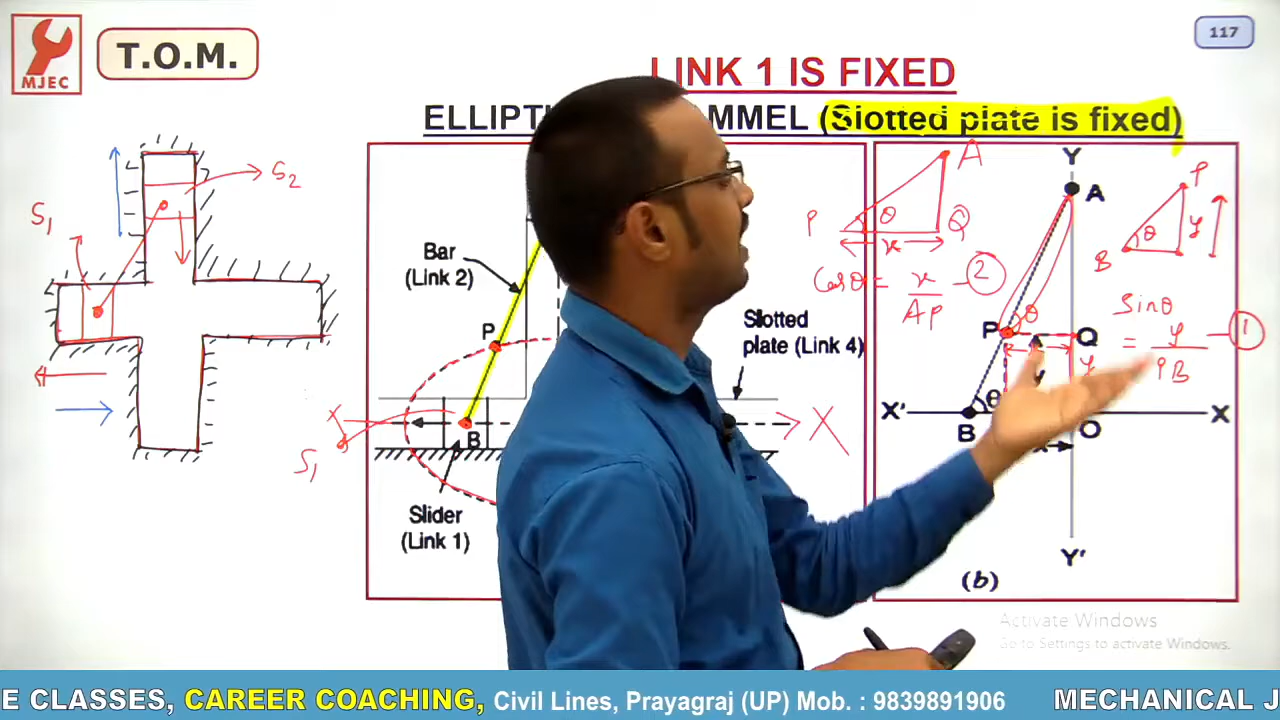 MJEC
T.O.M.
117
LINK 1 IS FIXED
ELLIPT MMEL (Slotted plate is fixed)
S2
S1
Bar
(Link 2)
P
B
Slider
(Link 1)
S1
X
X
Slotted
plate (Link 4)
Y
A
A
P
θ
Q
x
Cosθ = x/AP - 2
P
B
θ
y
Sinθ
= y/PB - 1
P
θ
Q
y
X'
B
θ
O
X
x
Y'
(b)
Activate Windows
Go to Settings to activate Windows.
E CLASSES, CAREER COACHING, Civil Lines, Prayagraj (UP) Mob. : 9839891906 MECHANICAL J